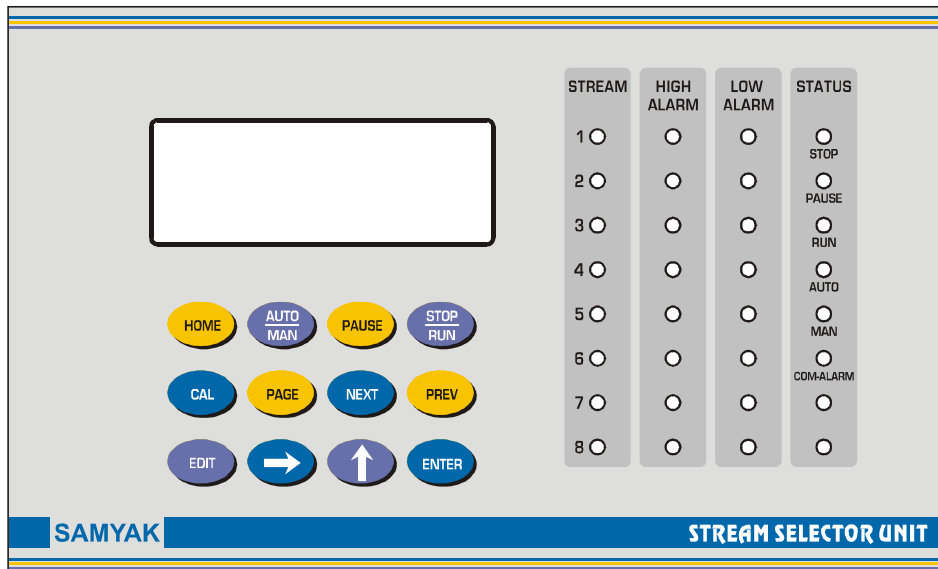 STREAM HIGH ALARM LOW ALARM STATUS
1 STOP
2 PAUSE
3 RUN
4 AUTO
5 MAN
6 COM-ALARM
7
8
HOME AUTO MAN PAUSE STOP RUN
CAL PAGE NEXT PREV
EDIT ENTER
SAMYAK STREAM SELECTOR UNIT